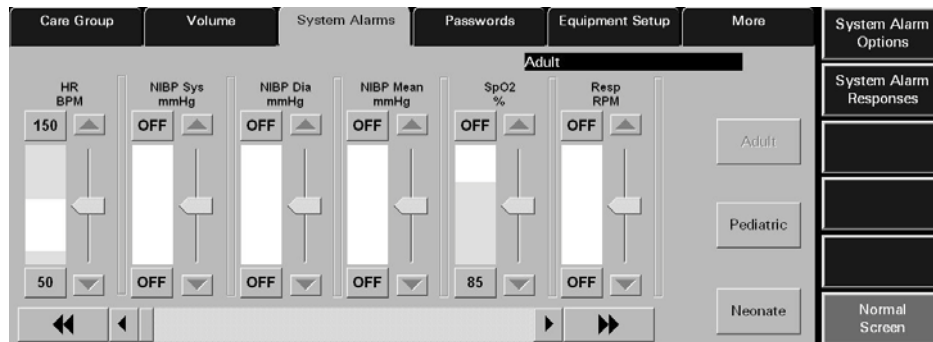 Care Group
Volume
System Alarms
Passwords
Equipment Setup
More
System Alarm
Options
Adult
System Alarm
Responses
HR
BPM
NIBP Sys
mmHg
NIBP Dia
mmHg
NIBP Mean
mmHg
SpO2
%
Resp
RPM
150
OFF
OFF
OFF
OFF
OFF
Adult
Pediatric
50
OFF
OFF
OFF
85
OFF
Neonate
Normal
Screen